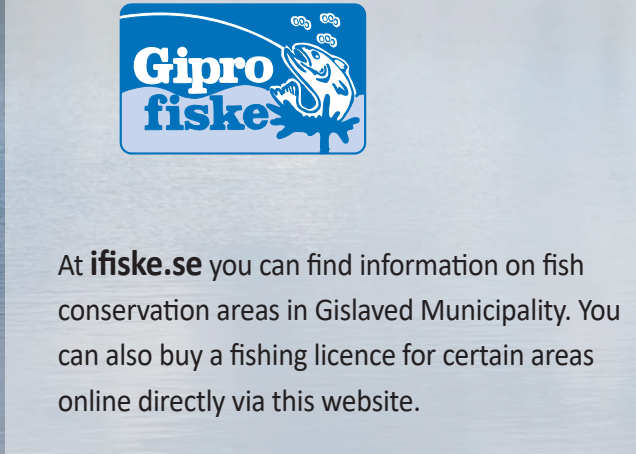 Gipro
fiske
At ifiske.se you can find information on fish
conservation areas in Gislaved Municipality. You
can also buy a fishing licence for certain areas
online directly via this website.